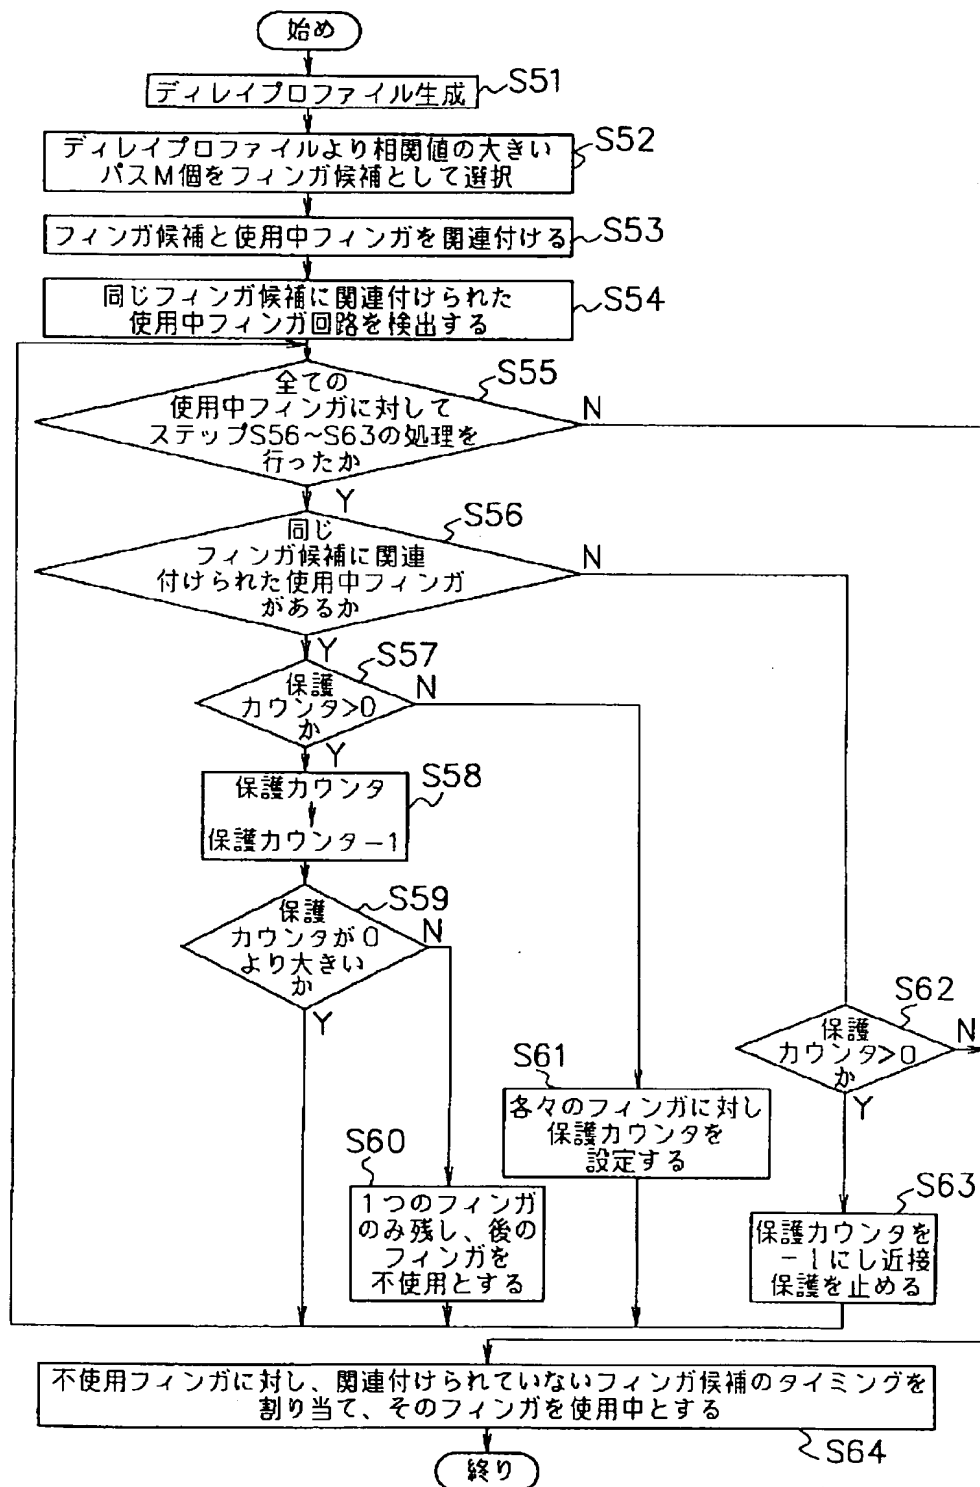 始め
ディレイプロファイル生成
S51
ディレイプロファイルより相関値の大きい
パスM個をフィンガ候補として選択
S52
フィンガ候補と使用中フィンガを関連付ける
S53
同じフィンガ候補に関連付けられた
使用中フィンガ回路を検出する
S54
S55
全ての
使用中フィンガに対して
ステップS56~S63の処理を
行ったか
N
Y
S56
同じ
フィンガ候補に関連
付けられた使用中フィンガ
があるか
N
Y
S57
保護
カウンタ>0
か
N
Y
S58
保護カウンタ
保護カウンター1
S59
保護
カウンタが0
より大きい
か
N
Y
S60
1つのフィンガ
のみ残し、後の
フィンガを
不使用とする
S61
各々のフィンガに対し
保護カウンタを
設定する
S62
保護
カウンタ>0
か
N
Y
S63
保護カウンタを
-1にし近接
保護を止める
不使用フィンガに対し、関連付けられていないフィンガ候補のタイミングを
割り当て、そのフィンガを使用中とする
S64
終り